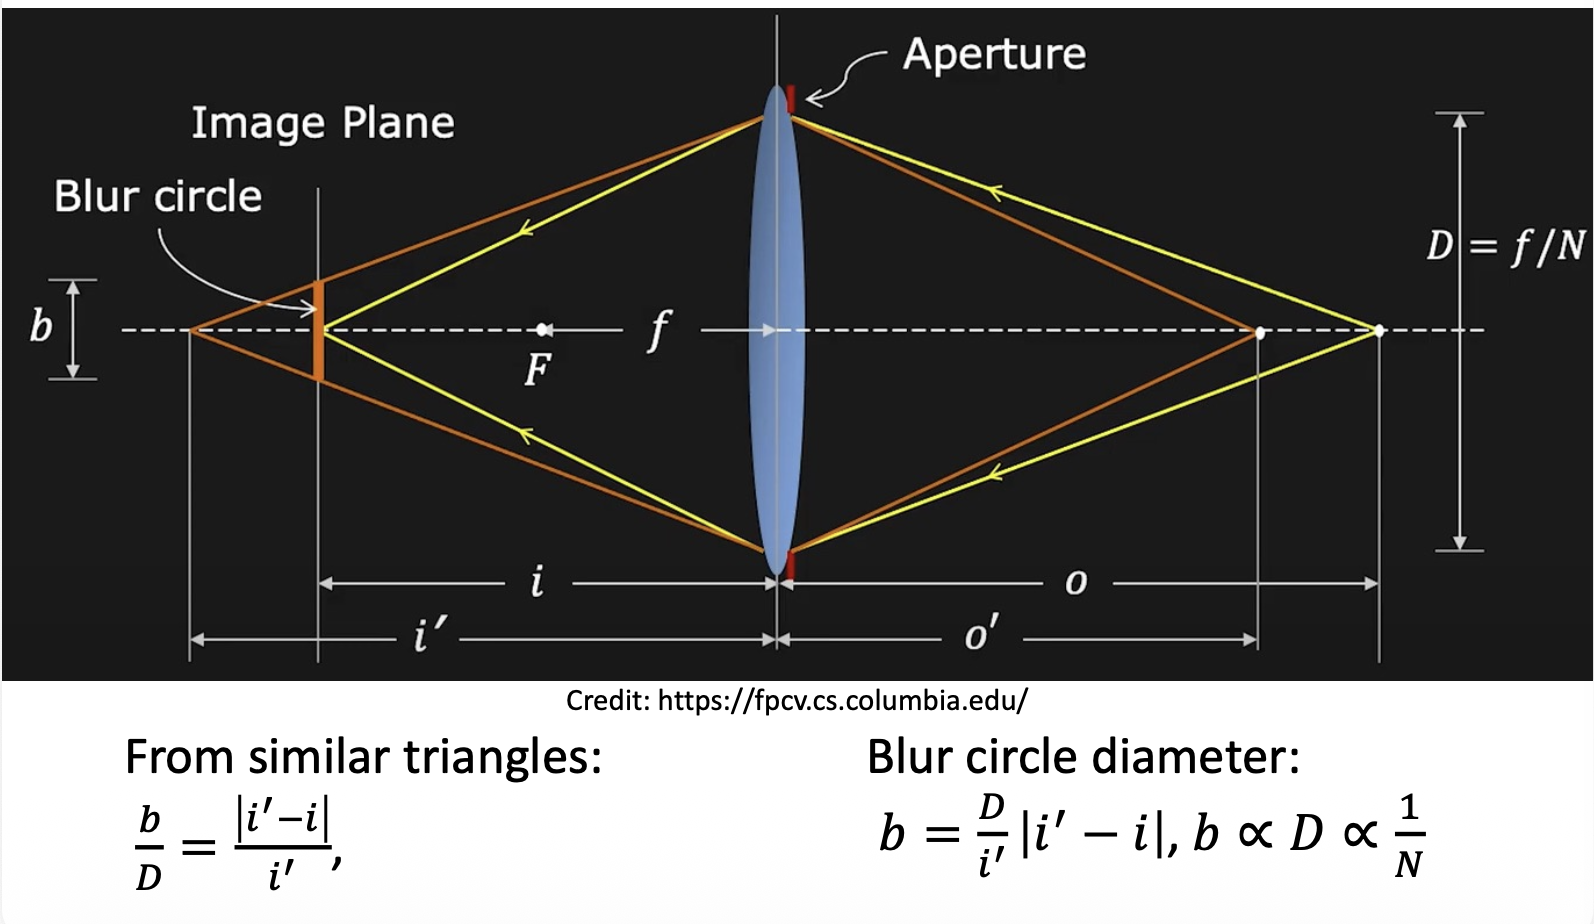 Aperture
Image Plane
Blur circle
D = f/N
b
f
F
i
o
i′
o′
Credit: https://fpcv.cs.columbia.edu/
From similar triangles:
b/D = |i′−i|/i′,
Blur circle diameter:
b = D/i′ |i′ − i|, b ∝ D ∝ 1/N